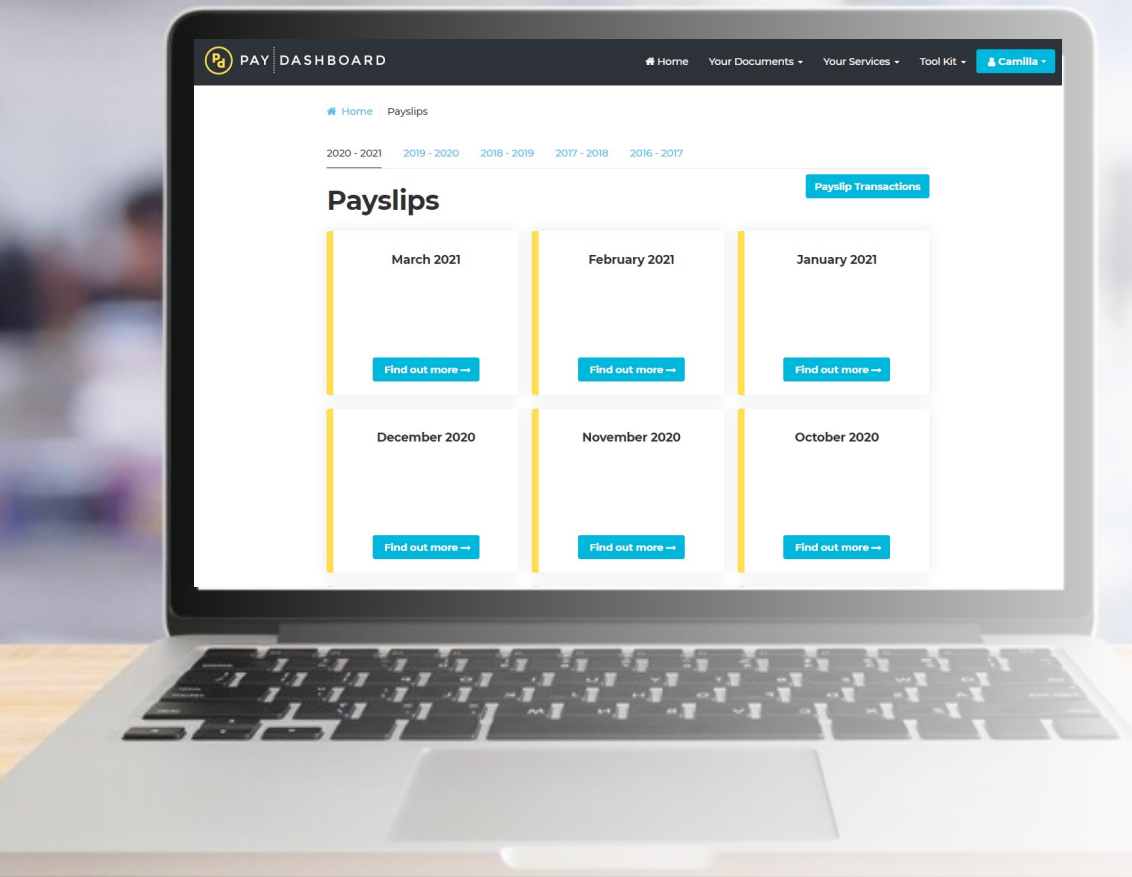 Pd PAY DASHBOARD
Home Your Documents Your Services Tool Kit Camilla
Home Payslips
2020 - 2021 2019 - 2020 2018 - 2019 2017 - 2018 2016 - 2017
Payslip Transactions
Payslips
March 2021 February 2021 January 2021
Find out more → Find out more → Find out more →
December 2020 November 2020 October 2020
Find out more → Find out more → Find out more →